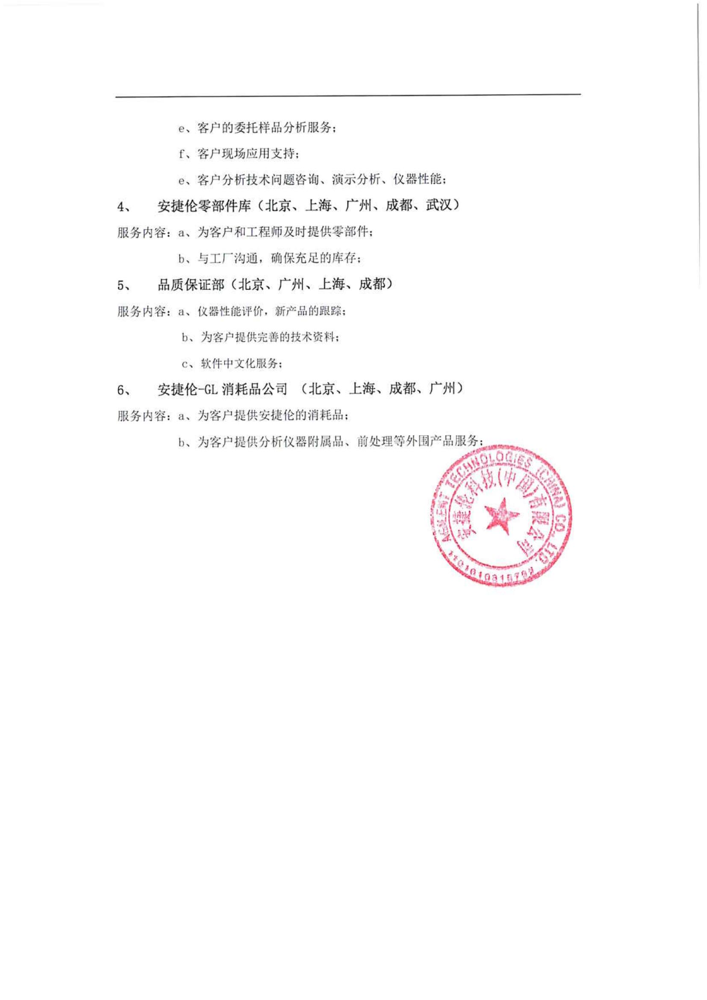 e、客户的委托样品分析服务；
f、客户现场应用支持；
e、客户分析技术问题咨询、演示分析、仪器性能；
4、 安捷伦零部件库（北京、上海、广州、成都、武汉）
服务内容：a、为客户和工程师及时提供零部件；
b、与工厂沟通，确保充足的库存；
5、 品质保证部（北京、广州、上海、成都）
服务内容：a、仪器性能评价，新产品的跟踪；
b、为客户提供完善的技术资料；
c、软件中文化服务；
6、 安捷伦-GL 消耗品公司 （北京、上海、成都、广州）
服务内容：a、为客户提供安捷伦的消耗品；
b、为客户提供分析仪器附属品、前处理等外围产品服务；
AGILENT TECHNOLOGIES (CHINA) CO. LTD.
安捷伦科技(中国)有限公司